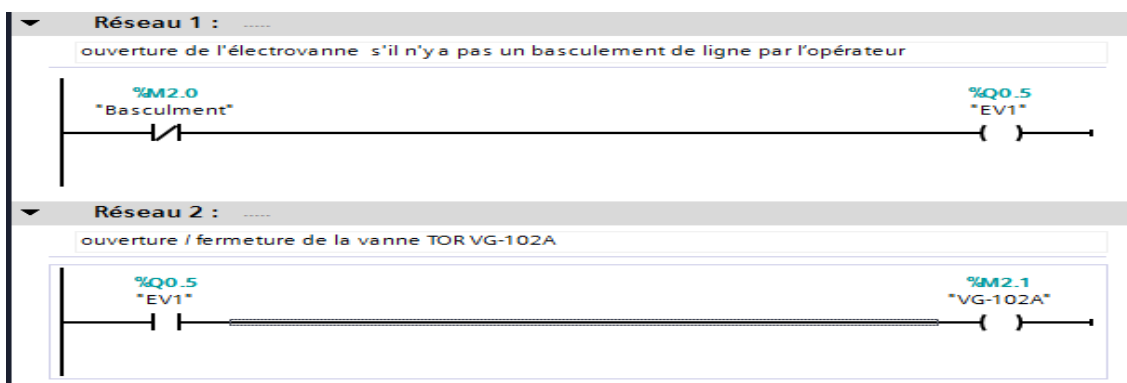 Réseau 1 : .....
ouverture de l'électrovanne s'il n'y a pas un basculement de ligne par l'opérateur
%M2.0
"Basculment"
%Q0.5
"EV1"
Réseau 2 : .....
ouverture / fermeture de la vanne TOR VG-102A
%Q0.5
"EV1"
%M2.1
"VG-102A"